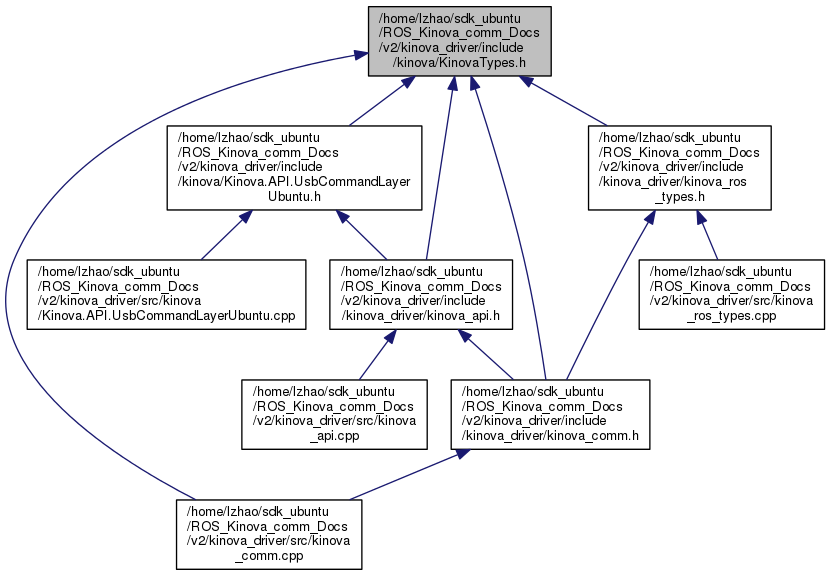 /home/lzhao/sdk_ubuntu
/ROS_Kinova_comm_Docs
/v2/kinova_driver/include
/kinova/KinovaTypes.h
/home/lzhao/sdk_ubuntu
/ROS_Kinova_comm_Docs
/v2/kinova_driver/include
/kinova/Kinova.API.UsbCommandLayer
Ubuntu.h
/home/lzhao/sdk_ubuntu
/ROS_Kinova_comm_Docs
/v2/kinova_driver/include
/kinova_driver/kinova_ros
_types.h
/home/lzhao/sdk_ubuntu
/ROS_Kinova_comm_Docs
/v2/kinova_driver/src/kinova
/Kinova.API.UsbCommandLayerUbuntu.cpp
/home/lzhao/sdk_ubuntu
/ROS_Kinova_comm_Docs
/v2/kinova_driver/include
/kinova_driver/kinova_api.h
/home/lzhao/sdk_ubuntu
/ROS_Kinova_comm_Docs
/v2/kinova_driver/src/kinova
_ros_types.cpp
/home/lzhao/sdk_ubuntu
/ROS_Kinova_comm_Docs
/v2/kinova_driver/src/kinova
_api.cpp
/home/lzhao/sdk_ubuntu
/ROS_Kinova_comm_Docs
/v2/kinova_driver/include
/kinova_driver/kinova_comm.h
/home/lzhao/sdk_ubuntu
/ROS_Kinova_comm_Docs
/v2/kinova_driver/src/kinova
_comm.cpp